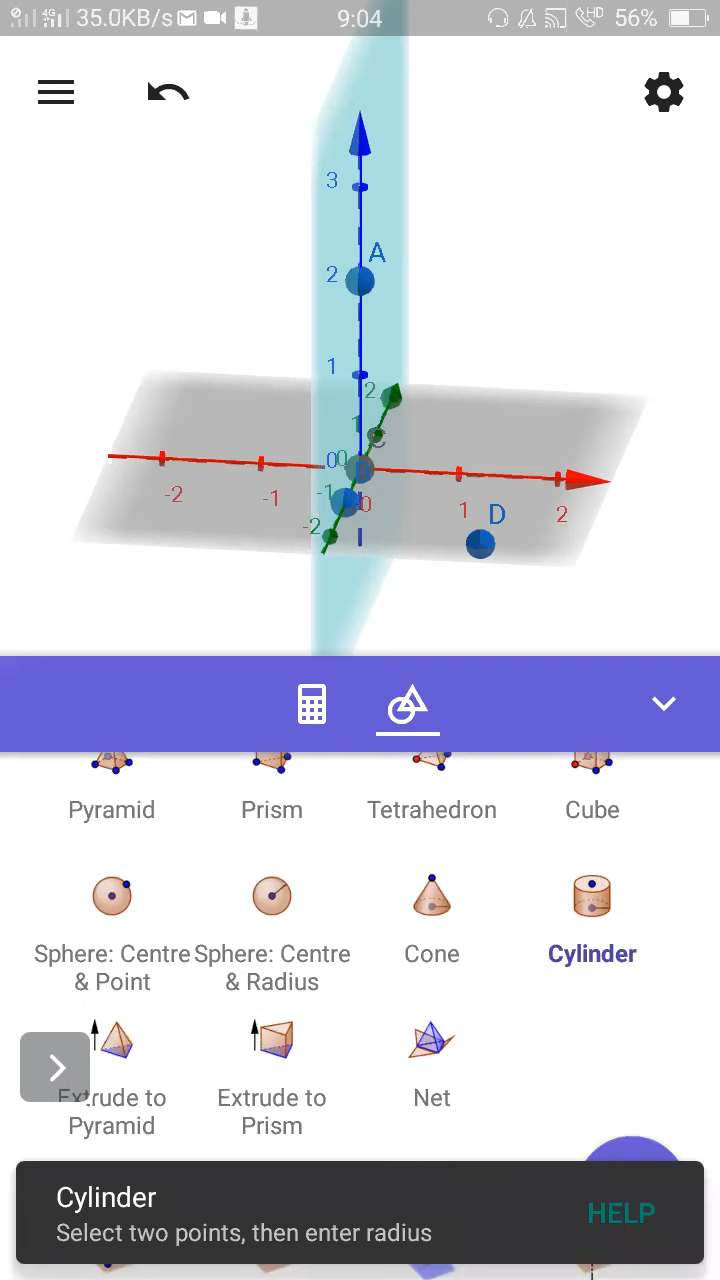 4G 35.0KB/s 9:04 HD 56%
3
A
2
1
2
1
C
0 0
B
-2 -1 -1 0 1 2
-2
D
Pyramid Prism Tetrahedron Cube
Sphere: Centre Sphere: Centre Cone Cylinder
& Point & Radius
Extrude to Extrude to Net
Pyramid Prism
Cylinder
Select two points, then enter radius
HELP